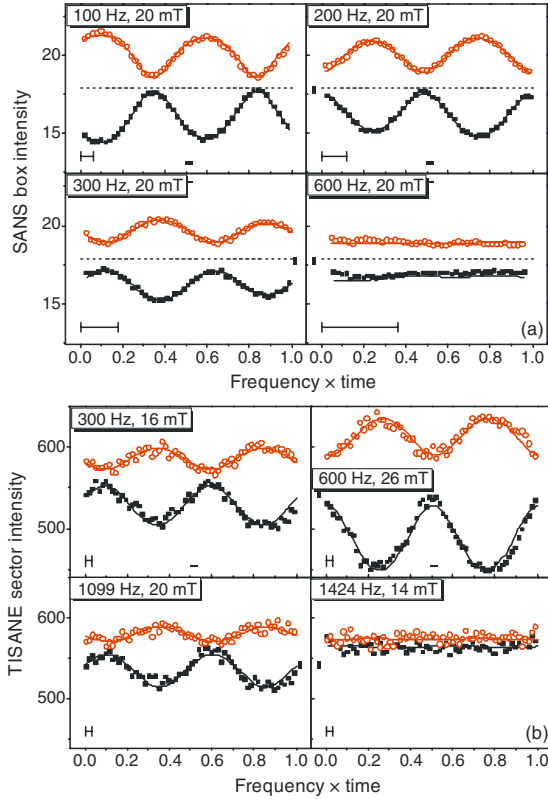 100 Hz, 20 mT
200 Hz, 20 mT
20
15
SANS box intensity
300 Hz, 20 mT
600 Hz, 20 mT
20
15
(a)
0.0 0.2 0.4 0.6 0.8 1.0 0.0 0.2 0.4 0.6 0.8 1.0
Frequency × time
300 Hz, 16 mT
600
600 Hz, 26 mT
500
TISANE sector intensity
1099 Hz, 20 mT
1424 Hz, 14 mT
600
500
(b)
0.0 0.2 0.4 0.6 0.8 1.0 0.0 0.2 0.4 0.6 0.8 1.0
Frequency × time